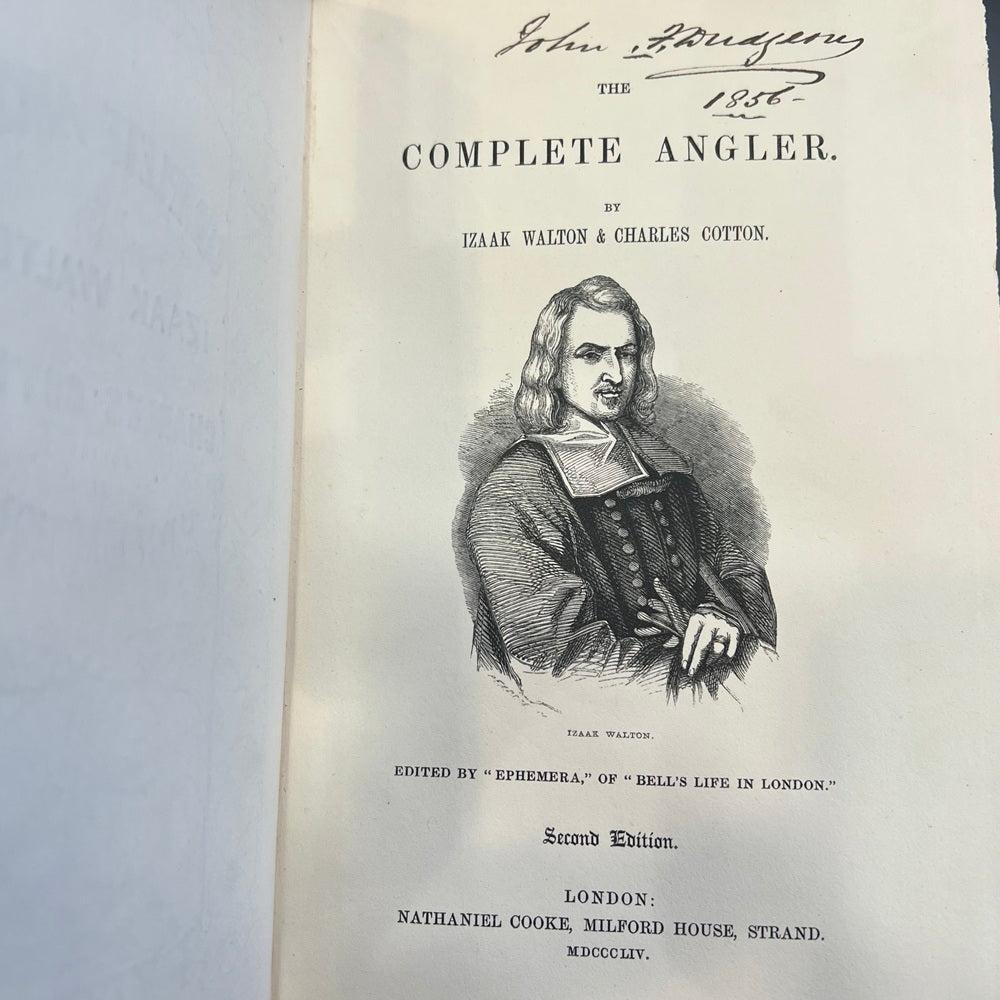 John F. Dudgeon
1856-
THE
COMPLETE ANGLER.
BY
IZAAK WALTON & CHARLES COTTON.
IZAAK WALTON.
EDITED BY “EPHEMERA,” OF “BELL’S LIFE IN LONDON.”
Second Edition.
LONDON:
NATHANIEL COOKE, MILFORD HOUSE, STRAND.
MDCCCLIV.